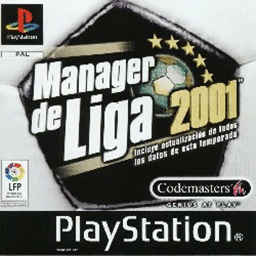 PlayStation
PAL
Manager
de Liga 2001
Incluye actualización de todos
los datos de esta temporada
LFP
Codemasters
GENIUS AT PLAY
PlayStation